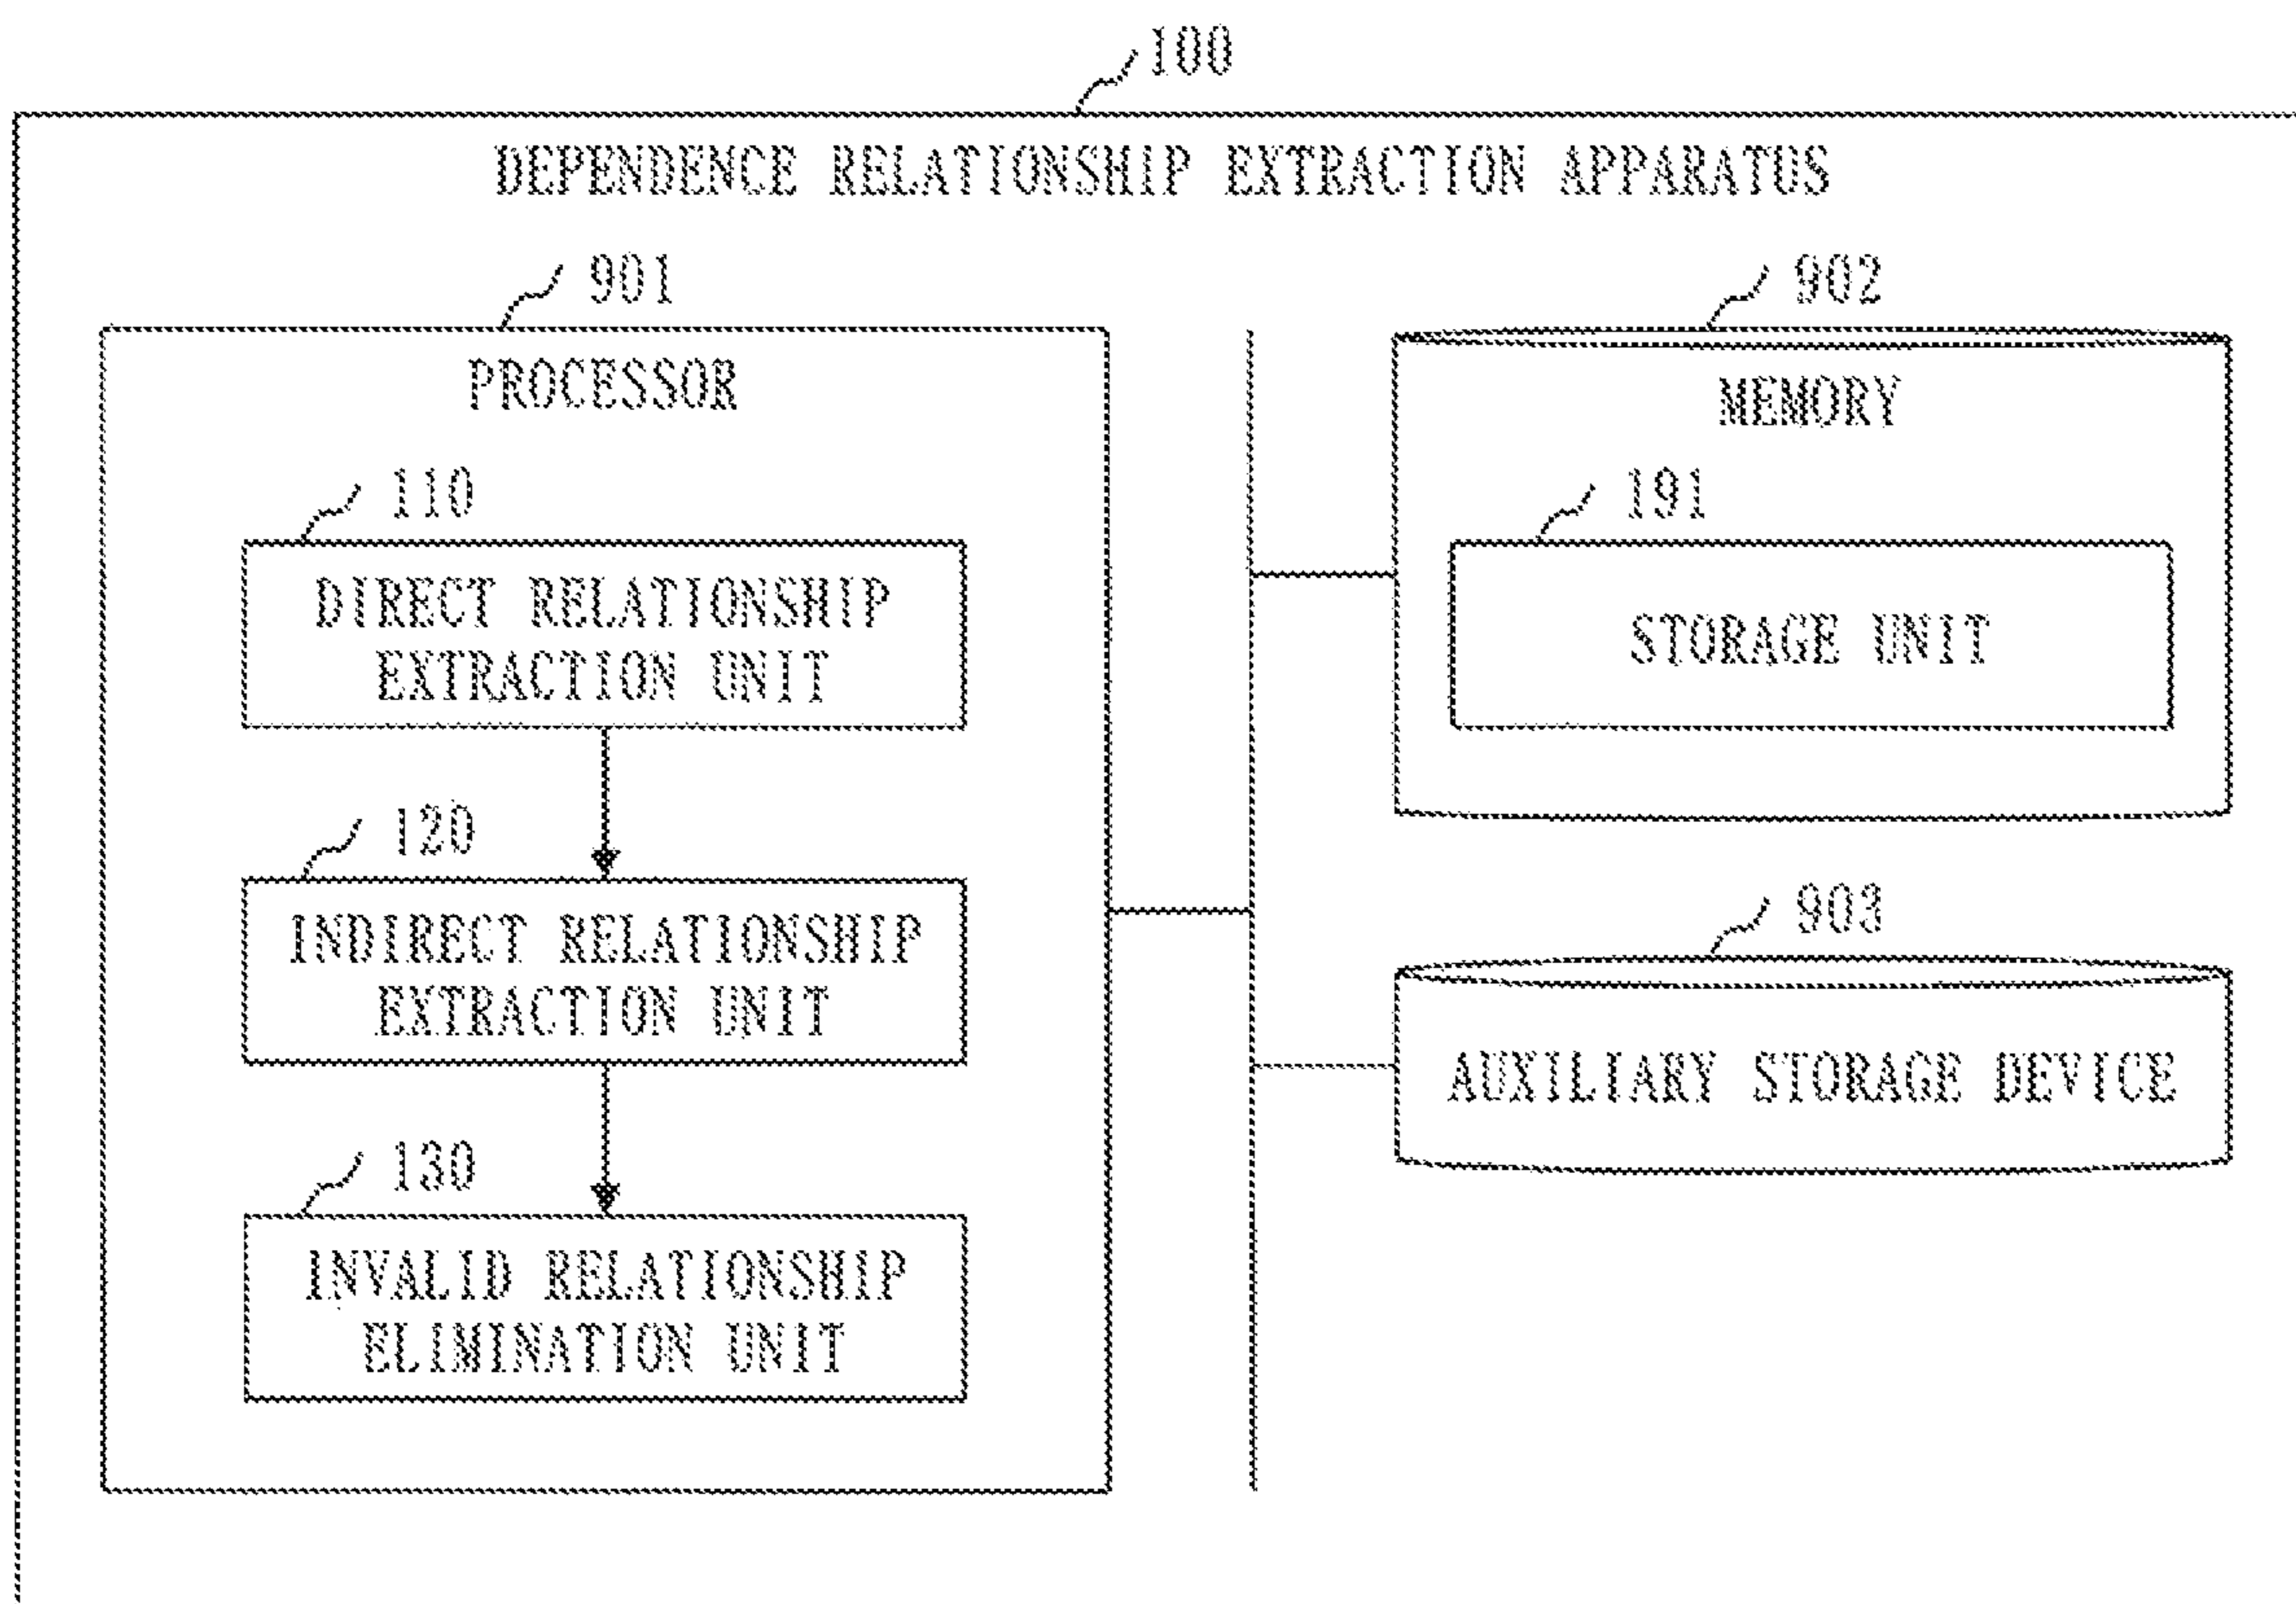 100
DEPENDENCE RELATIONSHIP EXTRACTION APPARATUS
901
PROCESSOR
110
DIRECT RELATIONSHIP
EXTRACTION UNIT
120
INDIRECT RELATIONSHIP
EXTRACTION UNIT
130
INVALID RELATIONSHIP
ELIMINATION UNIT
902
MEMORY
191
STORAGE UNIT
903
AUXILIARY STORAGE DEVICE